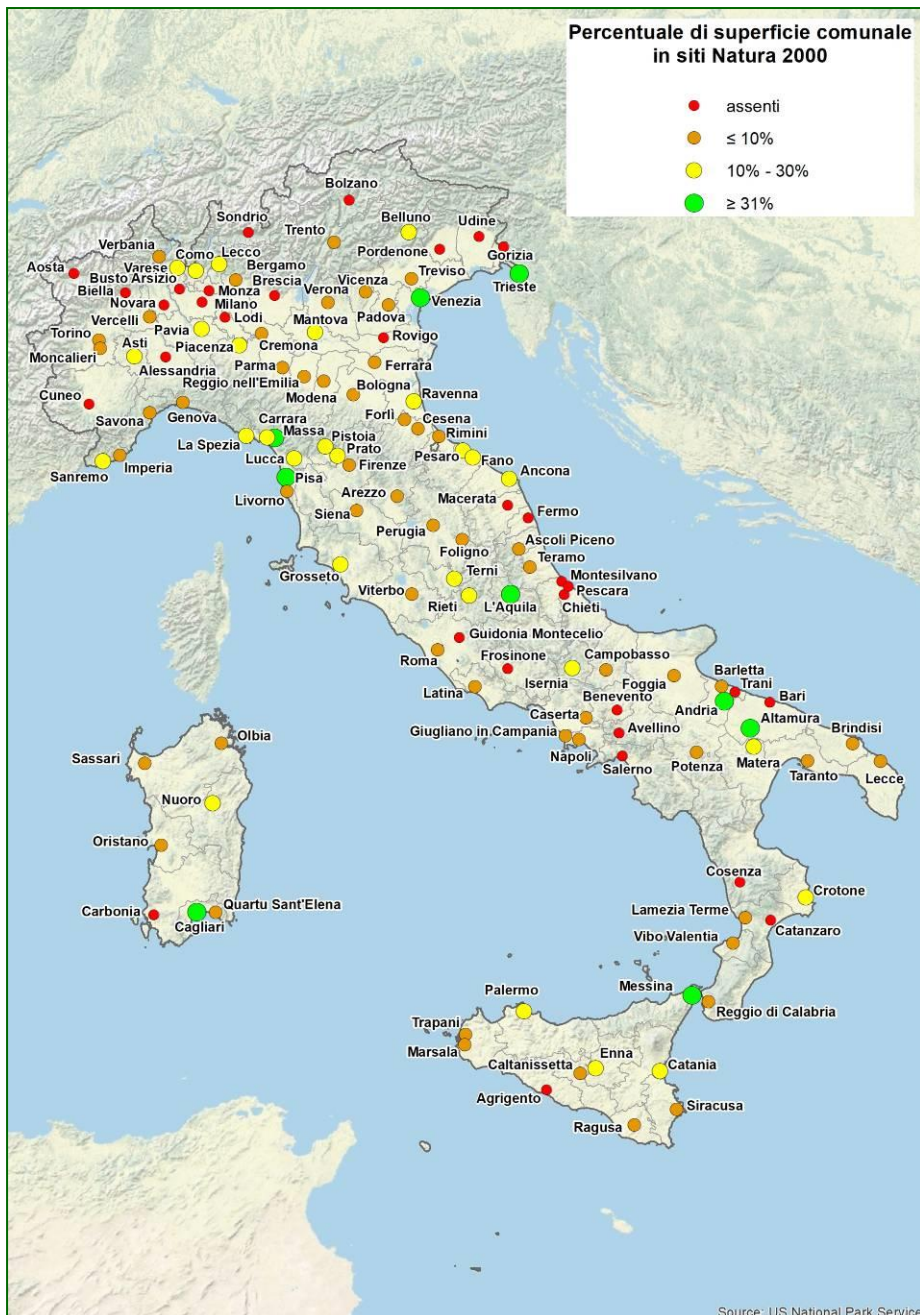 Percentuale di superficie comunale
in siti Natura 2000
assenti
≤ 10%
10% - 30%
≥ 31%
Bolzano
Sondrio
Belluno
Udine
Trento
Verbania
Pordenone
Como
Lecco
Gorizia
Varese
Bergamo
Treviso
Aosta
Trieste
Busto Arsizio
Brescia
Vicenza
Biella
Monza
Verona
Venezia
Novara
Milano
Padova
Vercelli
Lodi
Mantova
Torino
Pavia
Rovigo
Asti
Piacenza
Cremona
Moncalieri
Ferrara
Parma
Alessandria
Reggio nell'Emilia
Bologna
Cuneo
Modena
Ravenna
Savona
Genova
Forlì
Cesena
Carrara
Massa
Pistoia
Rimini
La Spezia
Prato
Pesaro
Lucca
Firenze
Fano
Sanremo
Imperia
Pisa
Ancona
Livorno
Arezzo
Macerata
Siena
Fermo
Perugia
Foligno
Ascoli Piceno
Teramo
Grosseto
Terni
Montesilvano
Pescara
Viterbo
Rieti
L'Aquila
Chieti
Guidonia Montecelio
Roma
Frosinone
Campobasso
Isernia
Foggia
Barletta
Trani
Latina
Benevento
Bari
Caserta
Andria
Altamura
Giugliano in Campania
Avellino
Brindisi
Napoli
Salerno
Potenza
Matera
Taranto
Lecce
Olbia
Sassari
Nuoro
Oristano
Carbonia
Quartu Sant'Elena
Cagliari
Cosenza
Crotone
Lamezia Terme
Catanzaro
Vibo Valentia
Messina
Palermo
Reggio di Calabria
Trapani
Marsala
Enna
Caltanissetta
Catania
Agrigento
Siracusa
Ragusa
Source: US National Park Service